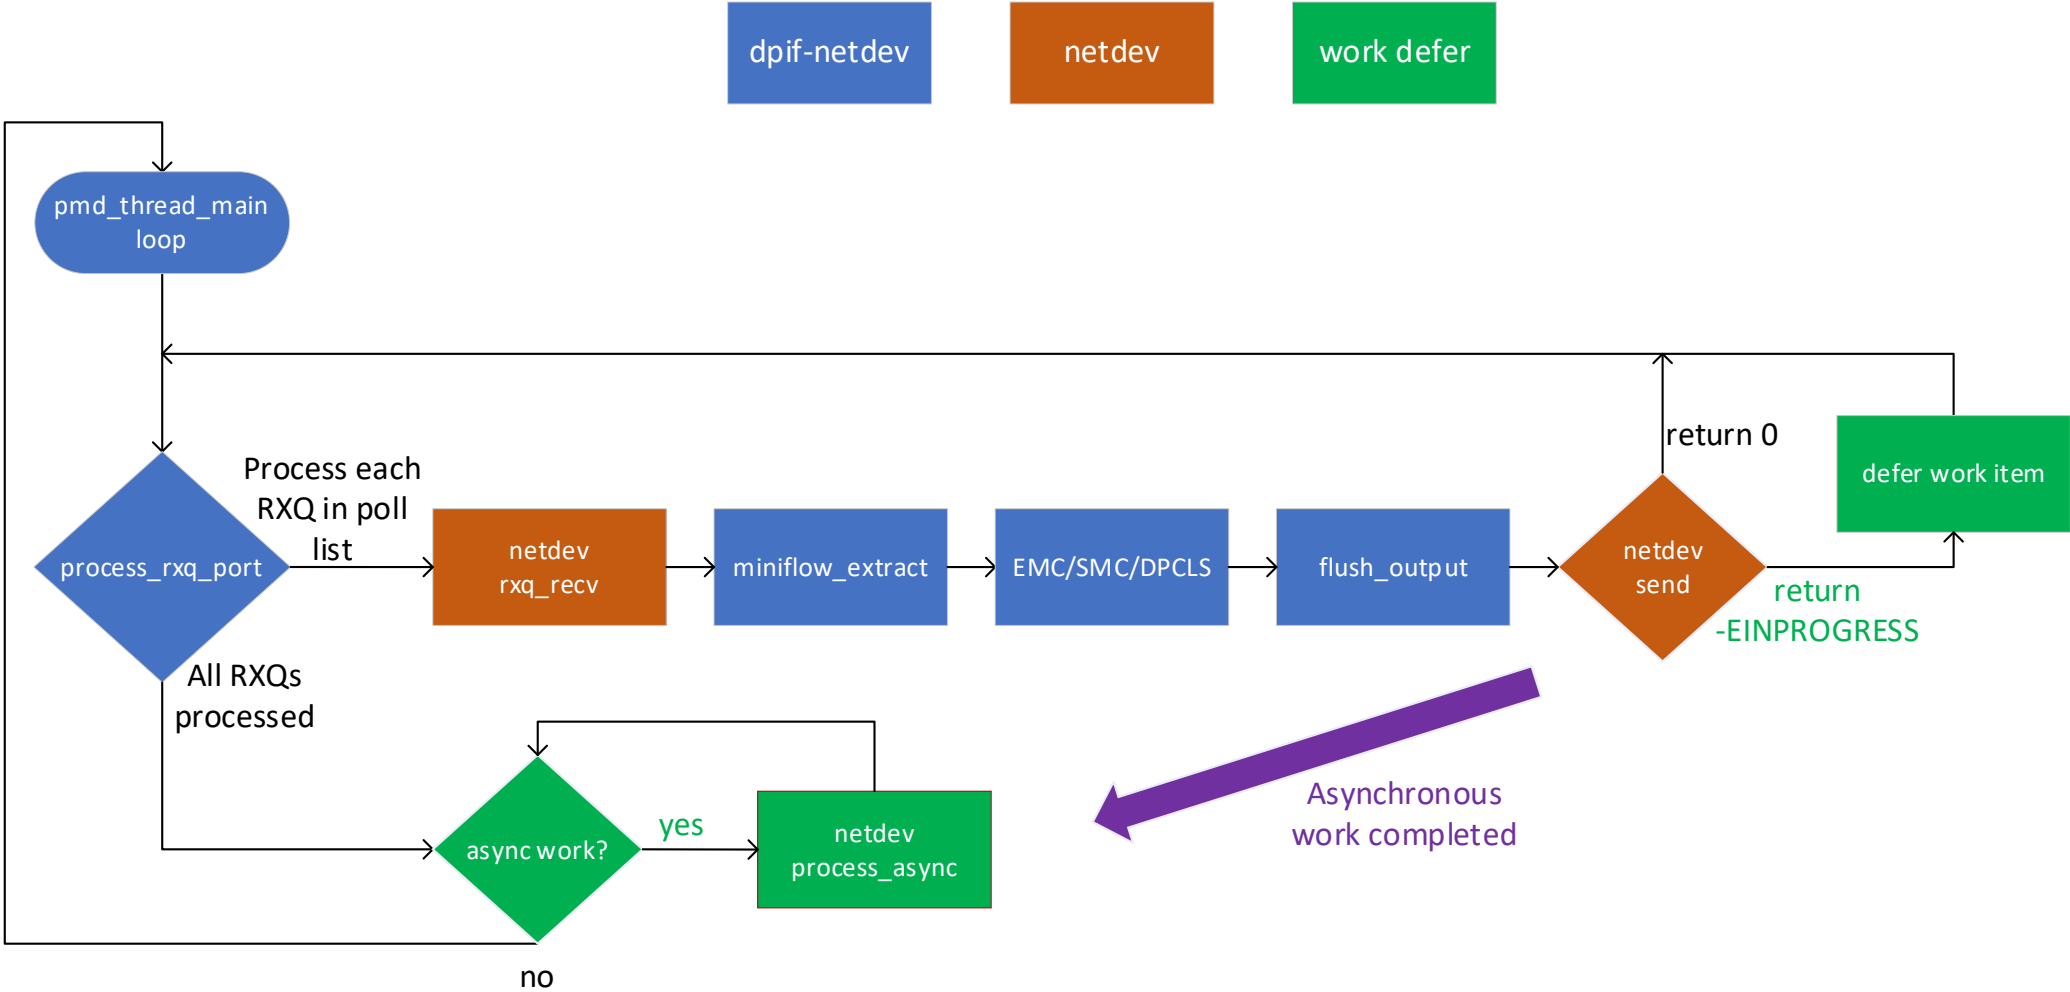 dpif-netdev
netdev
work defer
pmd_thread_main
loop
return 0
Process each
RXQ in poll
list
defer work item
process_rxq_port
netdev
rxq_recv
miniflow_extract
EMC/SMC/DPCLS
flush_output
netdev
send
return
-EINPROGRESS
All RXQs
processed
Asynchronous
work completed
async work?
yes
netdev
process_async
no